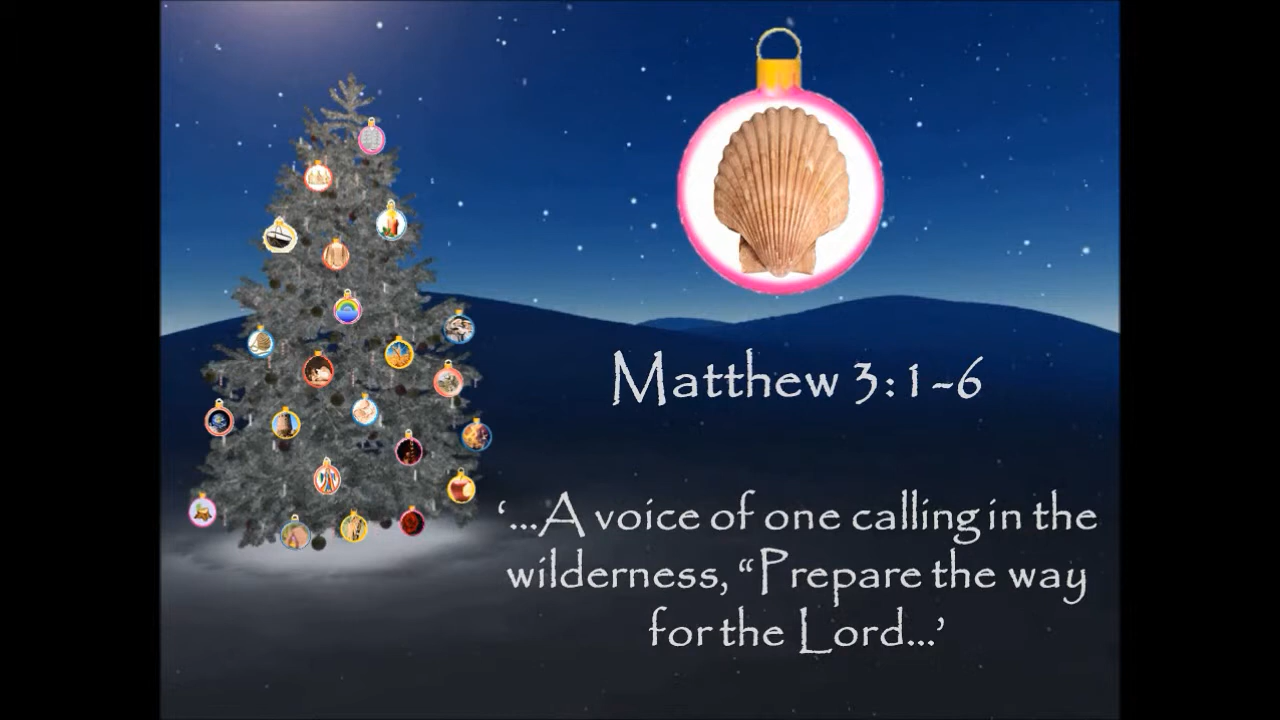 Matthew 3:1-6
‘...A voice of one calling in the
wilderness, “Prepare the way
for the Lord...’